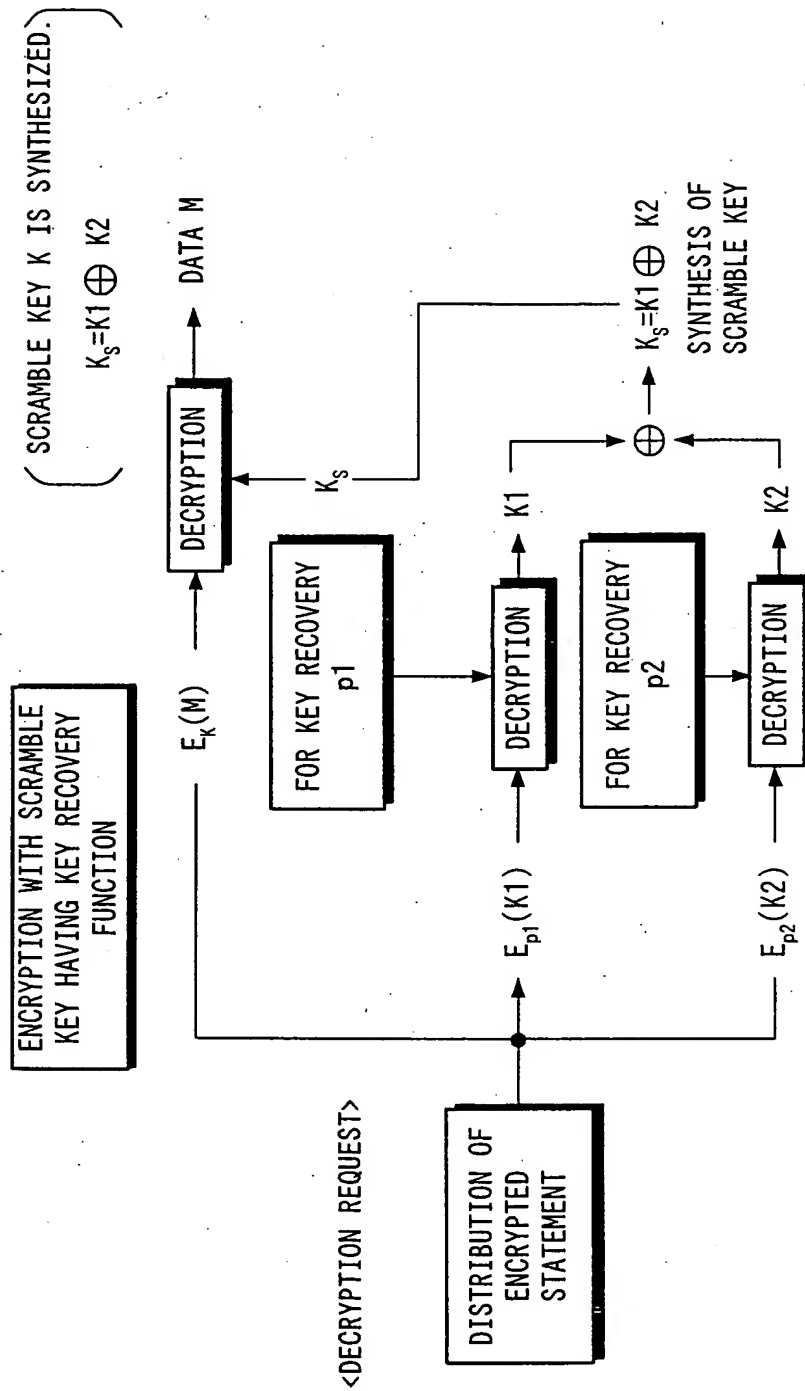 ENCRYPTION WITH SCRAMBLE
KEY HAVING KEY RECOVERY
FUNCTION
SCRAMBLE KEY K IS SYNTHESIZED.
K_S=K1 ⊕ K2
<DECRYPTION REQUEST>
DISTRIBUTION OF
ENCRYPTED
STATEMENT
E_K(M)
DECRYPTION
DATA M
K_S
FOR KEY RECOVERY
p1
E_p1(K1)
DECRYPTION
K1
FOR KEY RECOVERY
p2
E_p2(K2)
DECRYPTION
K2
⊕
K_S=K1 ⊕ K2
SYNTHESIS OF
SCRAMBLE KEY